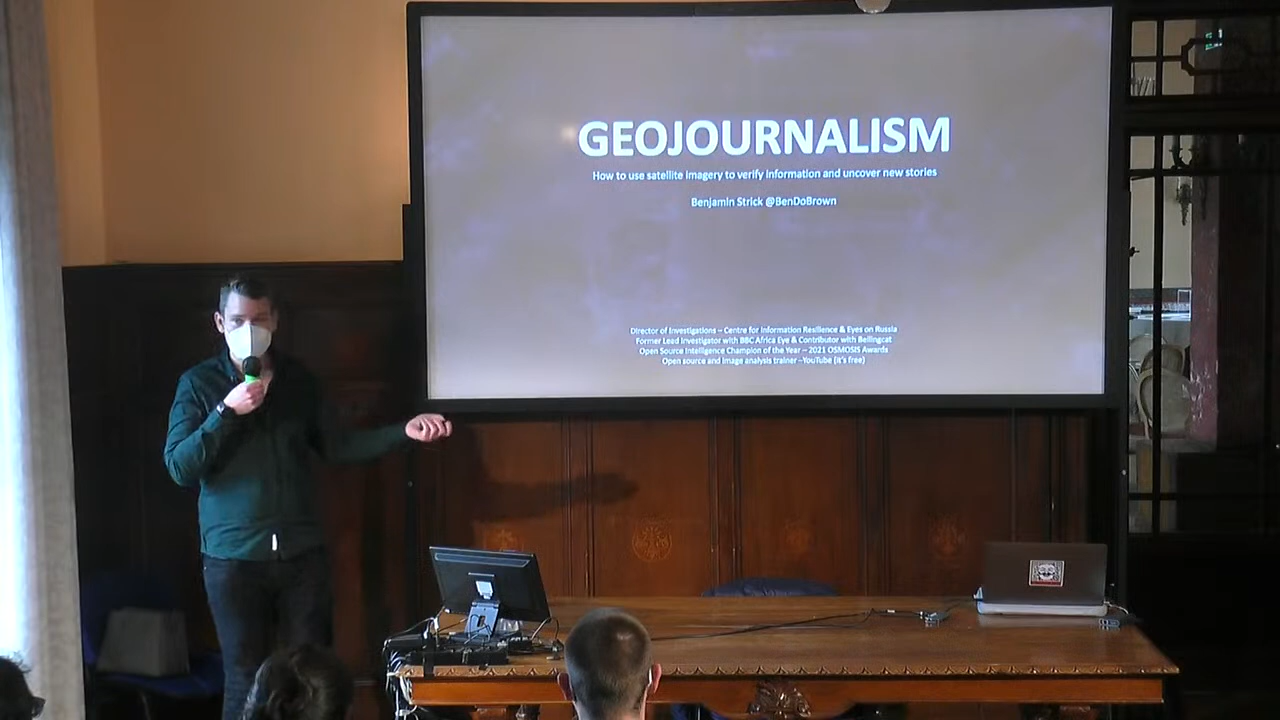 GEOJOURNALISM
How to use satellite imagery to verify information and uncover new stories
Benjamin Strick @BenDoBrown
Director of Investigations – Centre for Information Resilience & Eyes on Russia
Former Lead Investigator with BBC Africa Eye & Contributor with Bellingcat
Open Source Intelligence Champion of the Year – 2021 OSMOSIS Awards
Open source and image analysis trainer –YouTube (it's free)